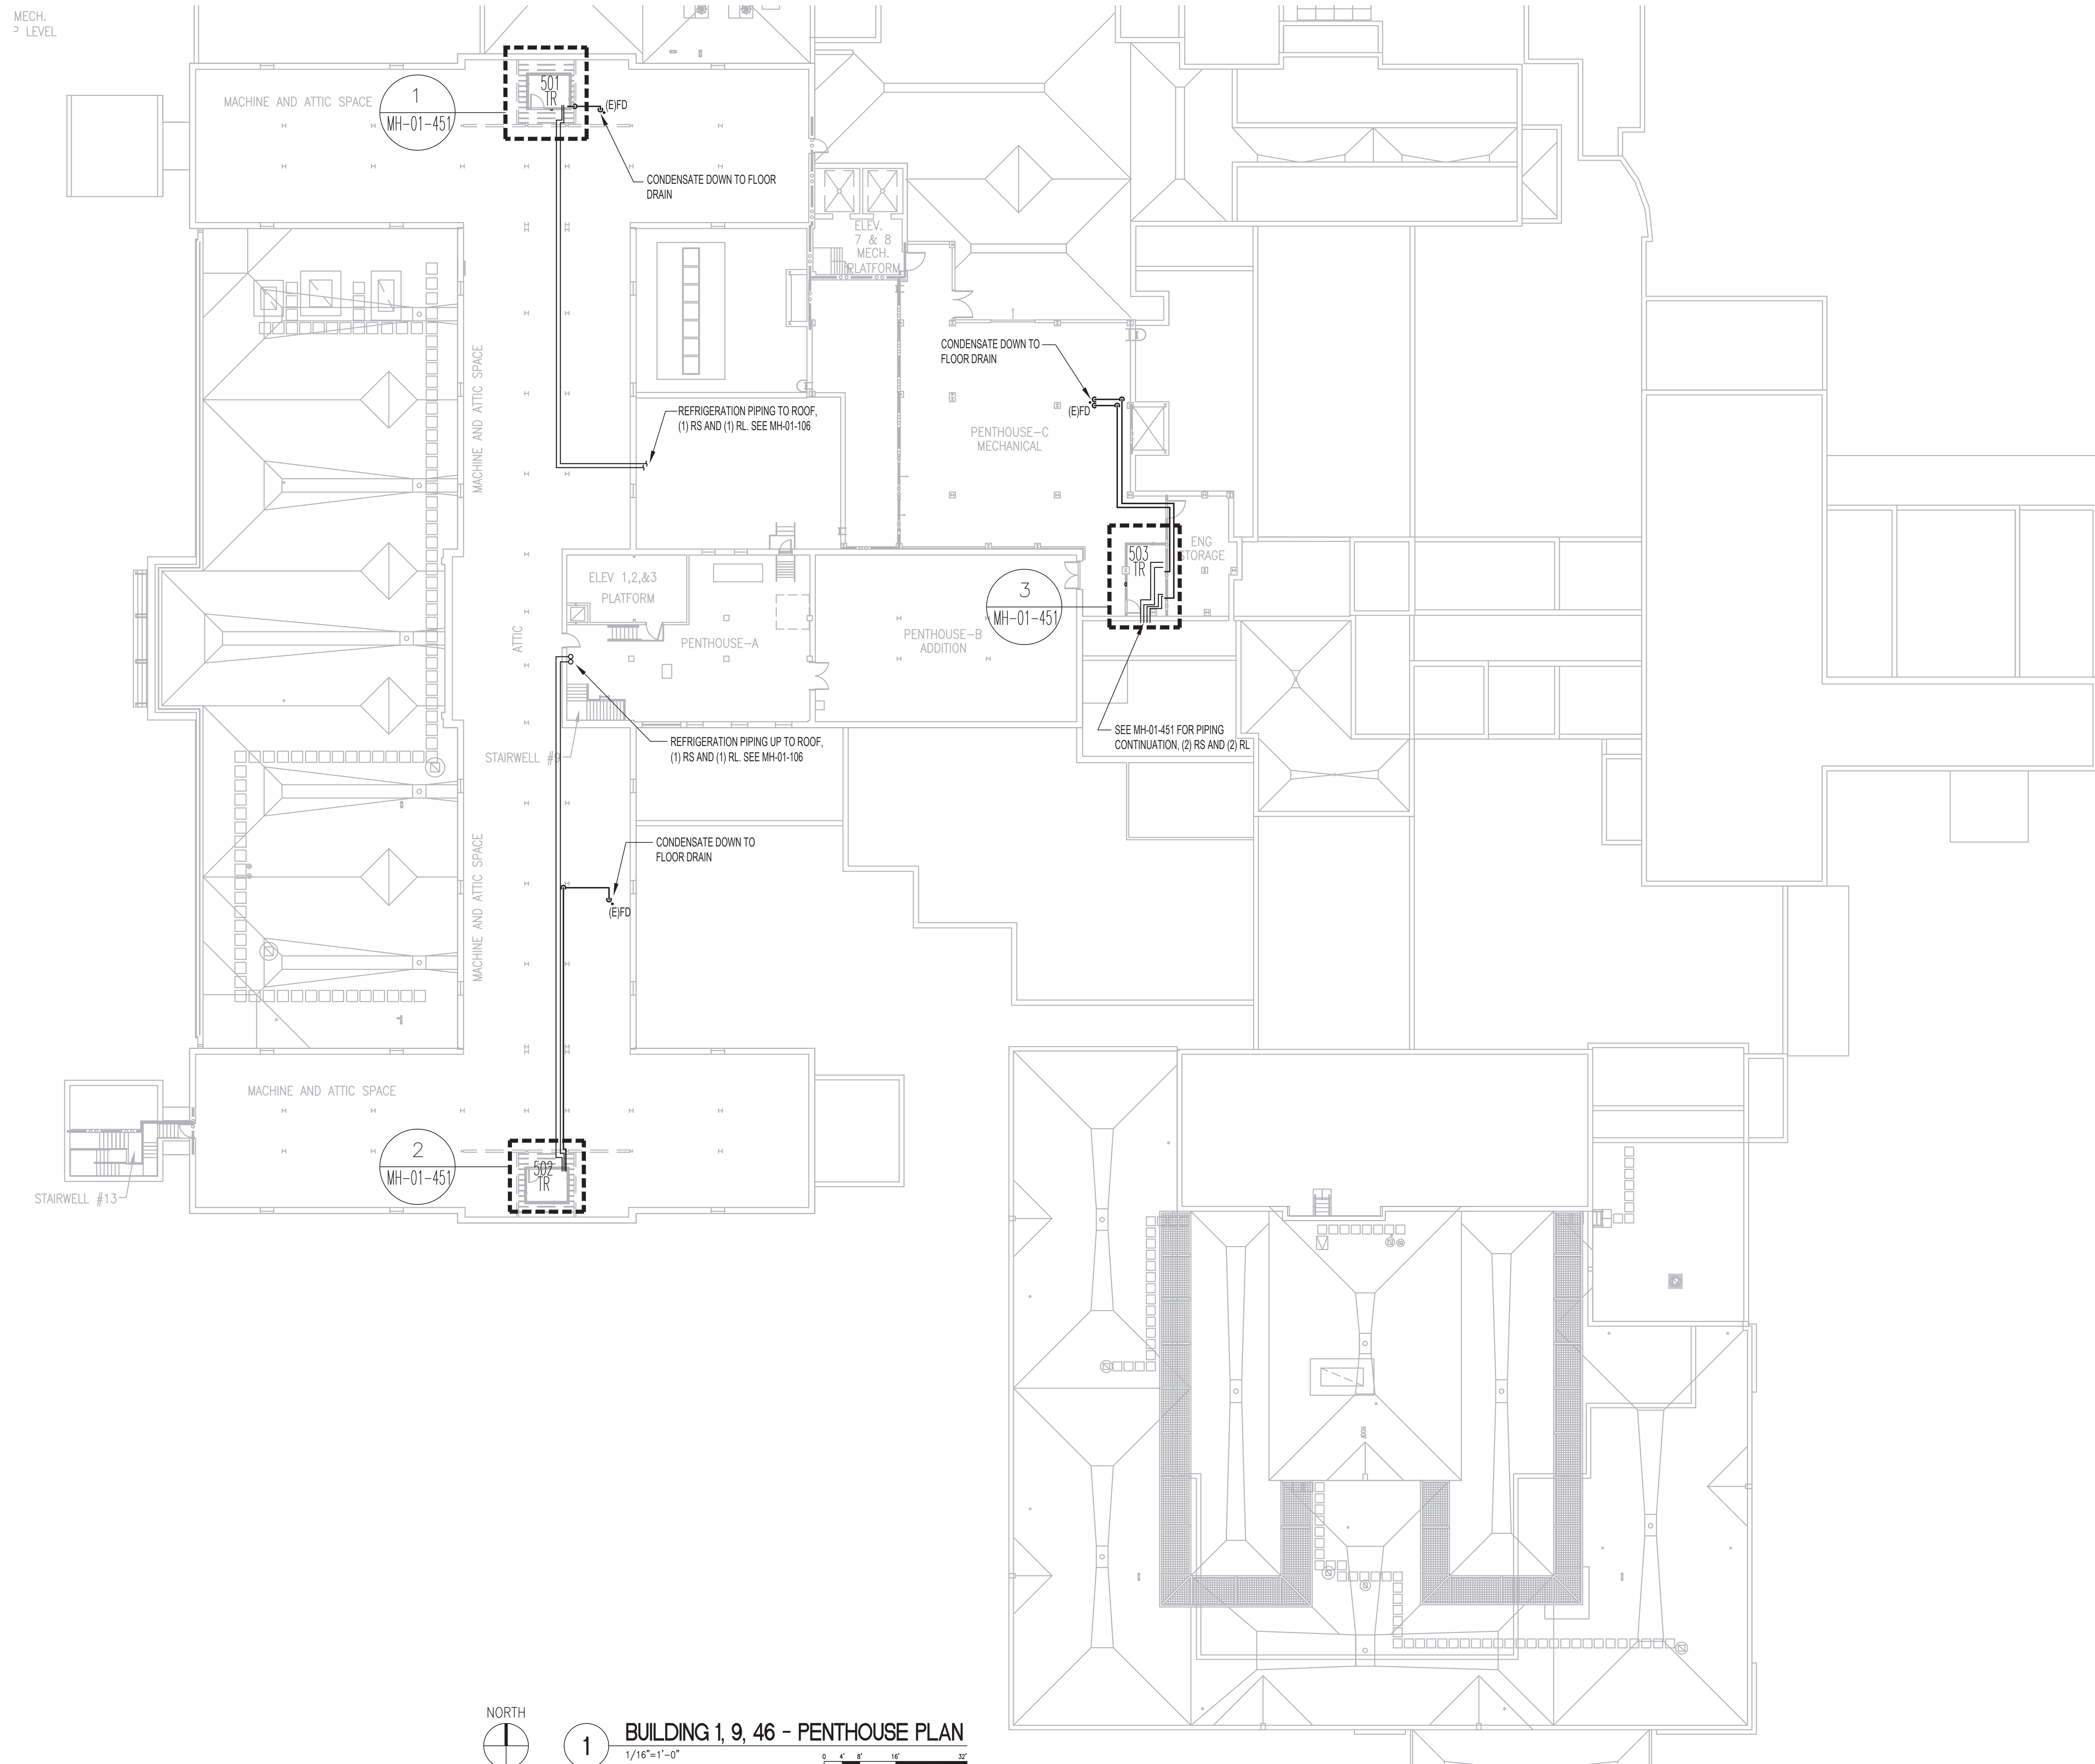 MECH.
P LEVEL
501
TR
(E)FD
MACHINE AND ATTIC SPACE
1
MH-01-451
CONDENSATE DOWN TO FLOOR
DRAIN
ELEV.
7 & 8
MECH.
PLATFORM
MACHINE AND ATTIC SPACE
CONDENSATE DOWN TO
FLOOR DRAIN
(E)FD
REFRIGERATION PIPING TO ROOF,
(1) RS AND (1) RL. SEE MH-01-106
PENTHOUSE-C
MECHANICAL
503
TR
ENG
STORAGE
ELEV 1,2,&3
PLATFORM
3
MH-01-451
ATTIC
PENTHOUSE-A
PENTHOUSE-B
ADDITION
SEE MH-01-451 FOR PIPING
CONTINUATION, (2) RS AND (2) RL
REFRIGERATION PIPING UP TO ROOF,
(1) RS AND (1) RL. SEE MH-01-106
STAIRWELL #9
MACHINE AND ATTIC SPACE
CONDENSATE DOWN TO
FLOOR DRAIN
(E)FD
MACHINE AND ATTIC SPACE
2
MH-01-451
502
TR
STAIRWELL #13
ROOF
NORTH
1
BUILDING 1, 9, 46 - PENTHOUSE PLAN
1/16"=1'-0"
0 4' 8' 16' 32'